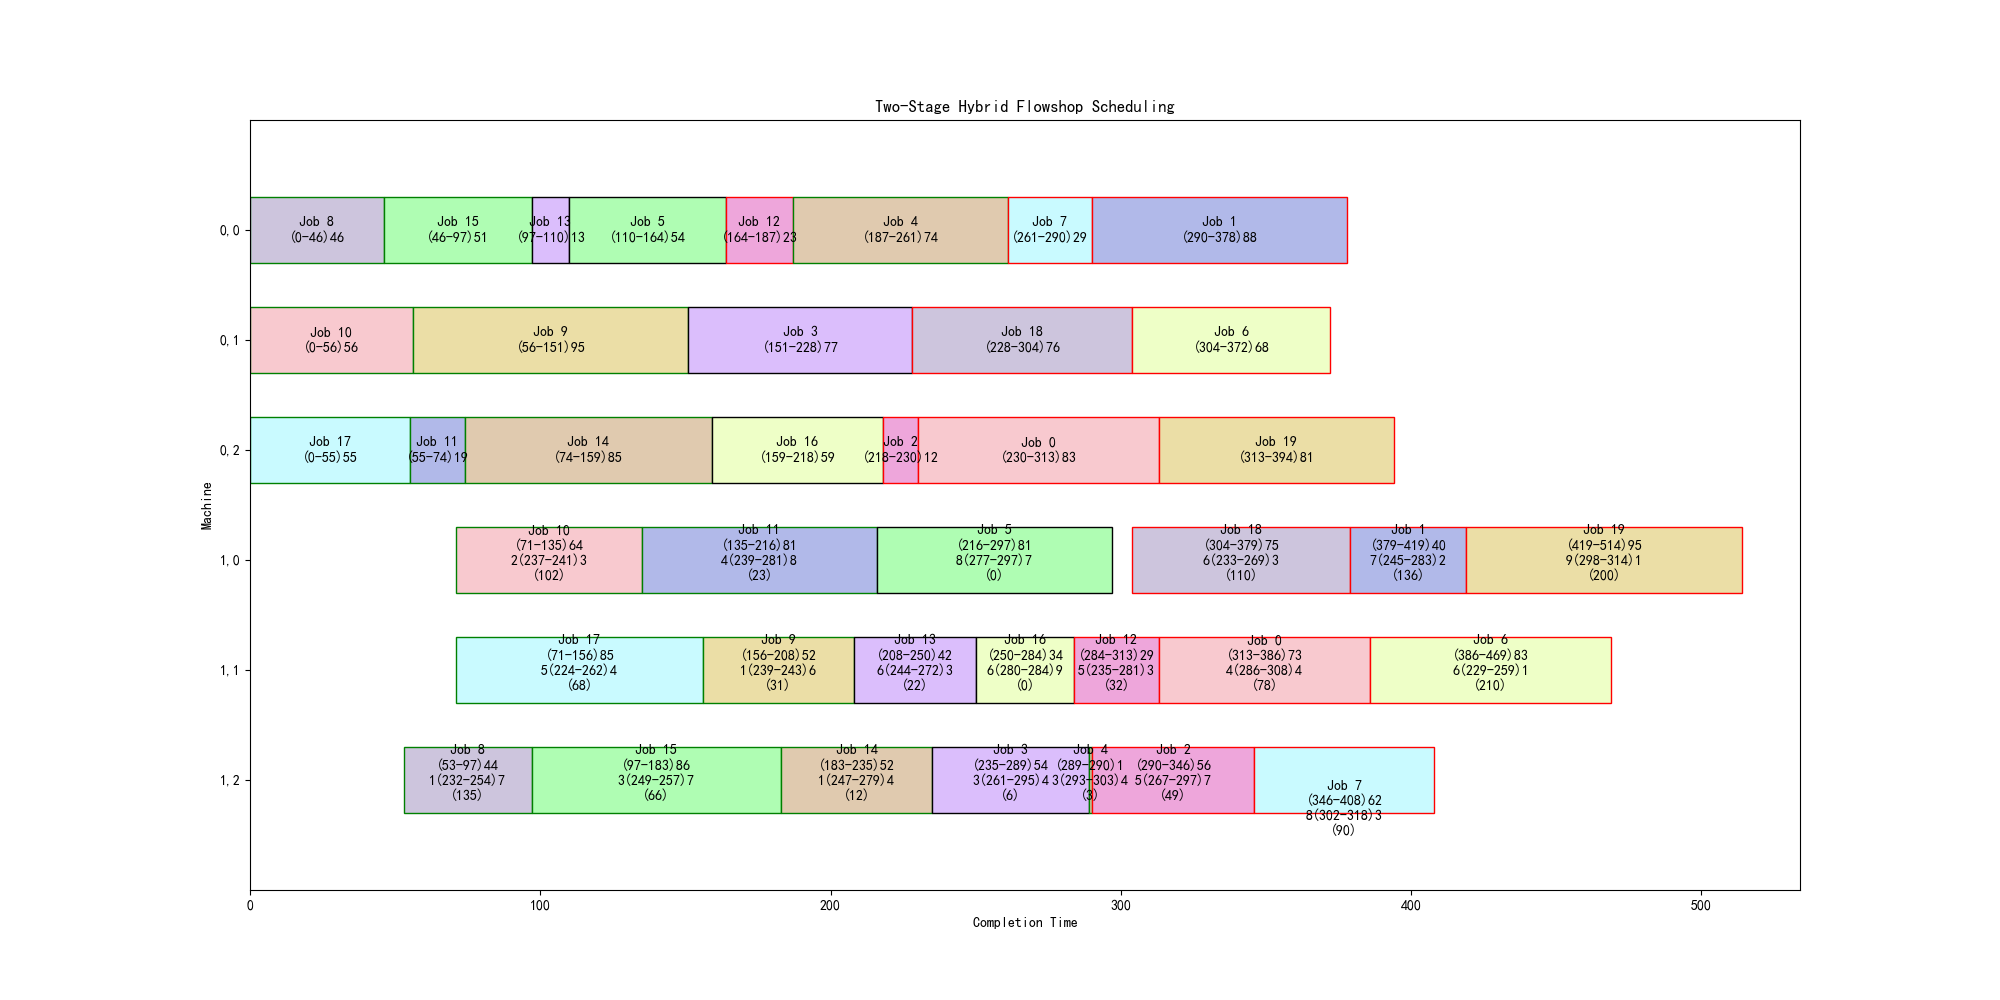 Two-Stage Hybrid Flowshop Scheduling
Machine
0,0
Job 8
(0-46)46
Job 15
(46-97)51
Job 13
(97-110)13
Job 5
(110-164)54
Job 12
(164-187)23
Job 4
(187-261)74
Job 7
(261-290)29
Job 1
(290-378)88
0,1
Job 10
(0-56)56
Job 9
(56-151)95
Job 3
(151-228)77
Job 18
(228-304)76
Job 6
(304-372)68
0,2
Job 17
(0-55)55
Job 11
(55-74)19
Job 14
(74-159)85
Job 16
(159-218)59
Job 2
(218-230)12
Job 0
(230-313)83
Job 19
(313-394)81
1,0
Job 10
(71-135)64
2(237-241)3
(102)
Job 11
(135-216)81
4(239-281)8
(23)
Job 5
(216-297)81
8(277-297)7
(0)
Job 18
(304-379)75
6(233-269)3
(110)
Job 1
(379-419)40
7(245-283)2
(136)
Job 19
(419-514)95
9(298-314)1
(200)
1,1
Job 17
(71-156)85
5(224-262)4
(68)
Job 9
(156-208)52
1(239-243)6
(31)
Job 13
(208-250)42
6(244-272)3
(22)
Job 16
(250-284)34
6(280-284)9
(0)
Job 12
(284-313)29
5(235-281)3
(32)
Job 0
(313-386)73
4(286-308)4
(78)
Job 6
(386-469)83
6(229-259)1
(210)
1,2
Job 8
(53-97)44
1(232-254)7
(135)
Job 15
(97-183)86
3(249-257)7
(66)
Job 14
(183-235)52
1(247-279)4
(12)
Job 3
(235-289)54
3(261-295)4
(6)
Job 4
(289-290)1
3(293-303)4
(3)
Job 2
(290-346)56
5(267-297)7
(49)
Job 7
(346-408)62
8(302-318)3
(90)
0
100
200
300
400
500
Completion Time